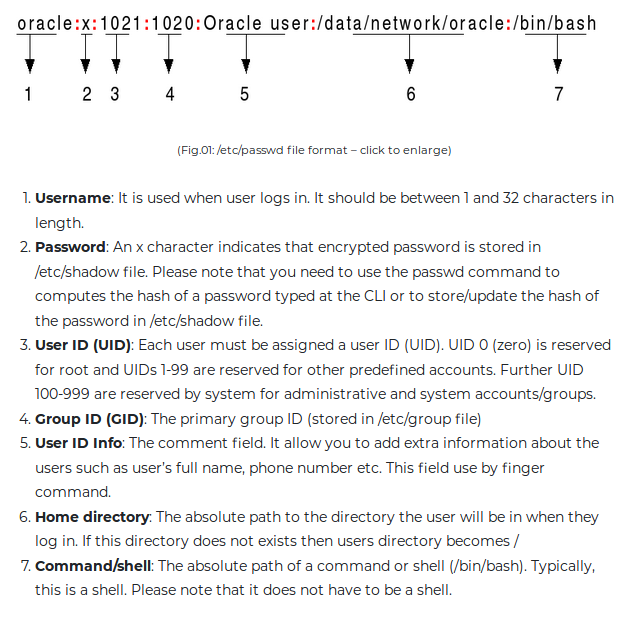 oracle:x:1021:1020:Oracle user:/data/network/oracle:/bin/bash
1 2 3 4 5 6 7
(Fig.01: /etc/passwd file format – click to enlarge)
1. Username: It is used when user logs in. It should be between 1 and 32 characters in
length.
2. Password: An x character indicates that encrypted password is stored in
/etc/shadow file. Please note that you need to use the passwd command to
computes the hash of a password typed at the CLI or to store/update the hash of
the password in /etc/shadow file.
3. User ID (UID): Each user must be assigned a user ID (UID). UID 0 (zero) is reserved
for root and UIDs 1-99 are reserved for other predefined accounts. Further UID
100-999 are reserved by system for administrative and system accounts/groups.
4. Group ID (GID): The primary group ID (stored in /etc/group file)
5. User ID Info: The comment field. It allow you to add extra information about the
users such as user’s full name, phone number etc. This field use by finger
command.
6. Home directory: The absolute path to the directory the user will be in when they
log in. If this directory does not exists then users directory becomes /
7. Command/shell: The absolute path of a command or shell (/bin/bash). Typically,
this is a shell. Please note that it does not have to be a shell.